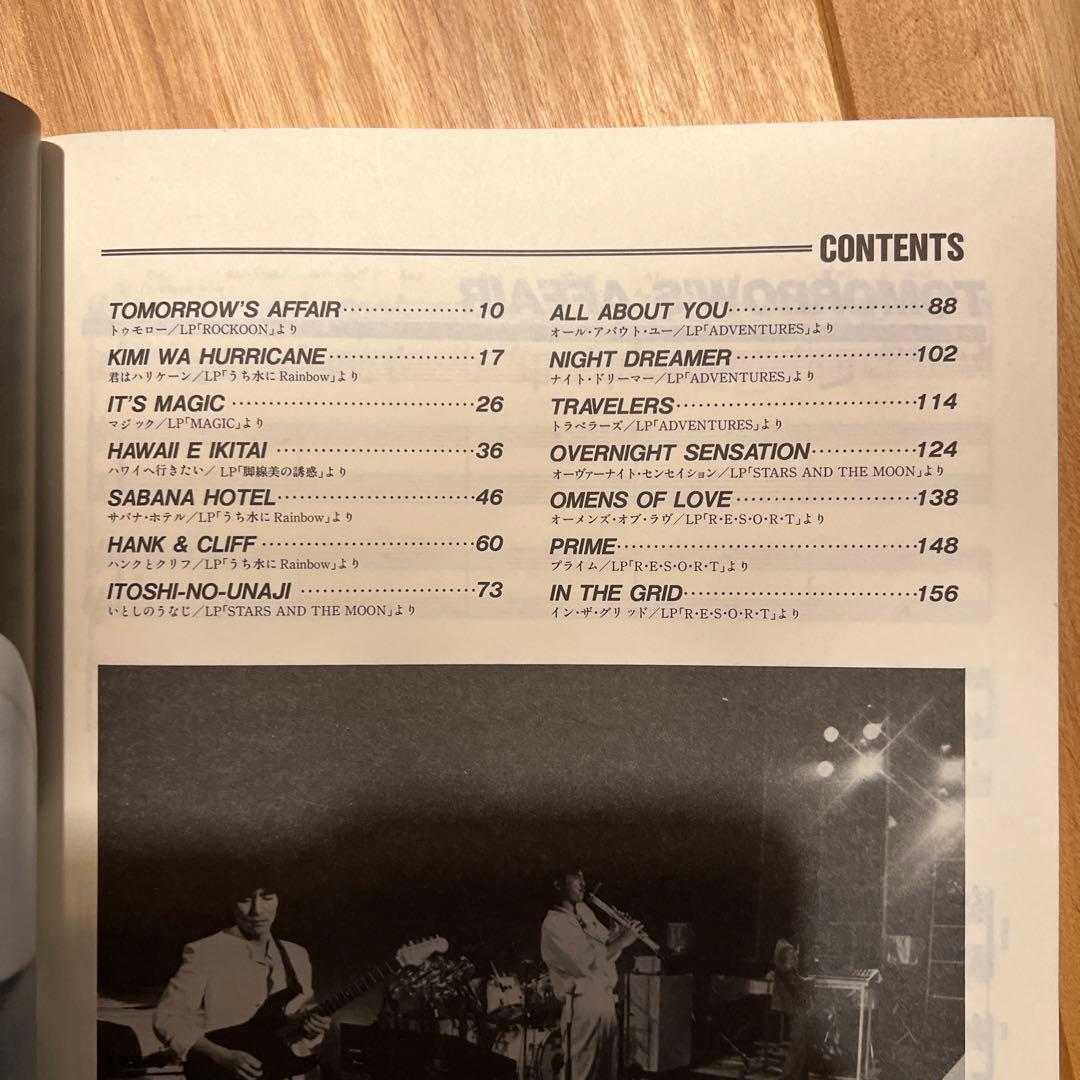 CONTENTS
TOMORROW'S AFFAIR 10
トゥモロー/LP「ROCKOON」より
KIMI WA HURRICANE 17
君はハリケーン/LP「うち水にRainbow」より
IT'S MAGIC 26
マジック/LP「MAGIC」より
HAWAII E IKITAI 36
ハワイへ行きたい/LP「脚線美の誘惑」より
SABANA HOTEL 46
サバナ・ホテル/LP「うち水にRainbow」より
HANK & CLIFF 60
ハンクとクリフ/LP「うち水にRainbow」より
ITOSHI-NO-UNAJI 73
いとしのうなじ/LP「STARS AND THE MOON」より
ALL ABOUT YOU 88
オール・アバウト・ユー/LP「ADVENTURES」より
NIGHT DREAMER 102
ナイト・ドリーマー/LP「ADVENTURES」より
TRAVELERS 114
トラベラーズ/LP「ADVENTURES」より
OVERNIGHT SENSATION 124
オーヴァーナイト・センセイション/LP「STARS AND THE MOON」より
OMENS OF LOVE 138
オーメンズ・オブ・ラヴ/LP「R・E・S・O・R・T」より
PRIME 148
プライム/LP「R・E・S・O・R・T」より
IN THE GRID 156
イン・ザ・グリッド/LP「R・E・S・O・R・T」より